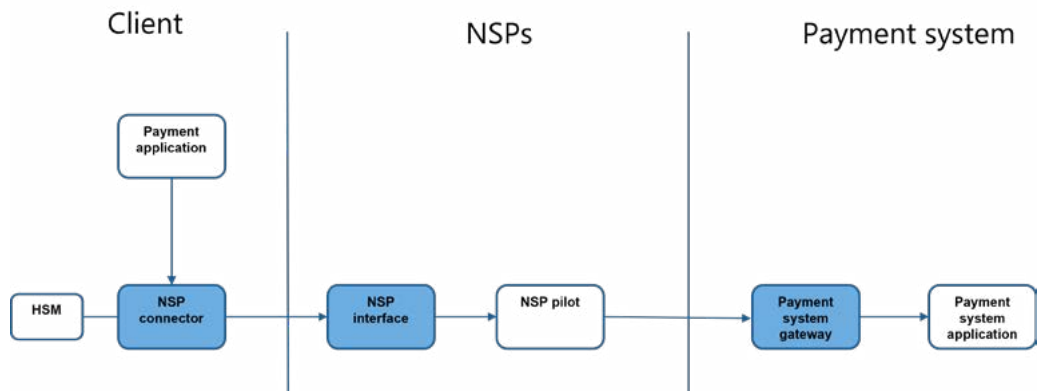 Client
NSPs
Payment system
Payment
application
HSM
NSP
connector
NSP
interface
NSP pilot
Payment
system
gateway
Payment
system
application